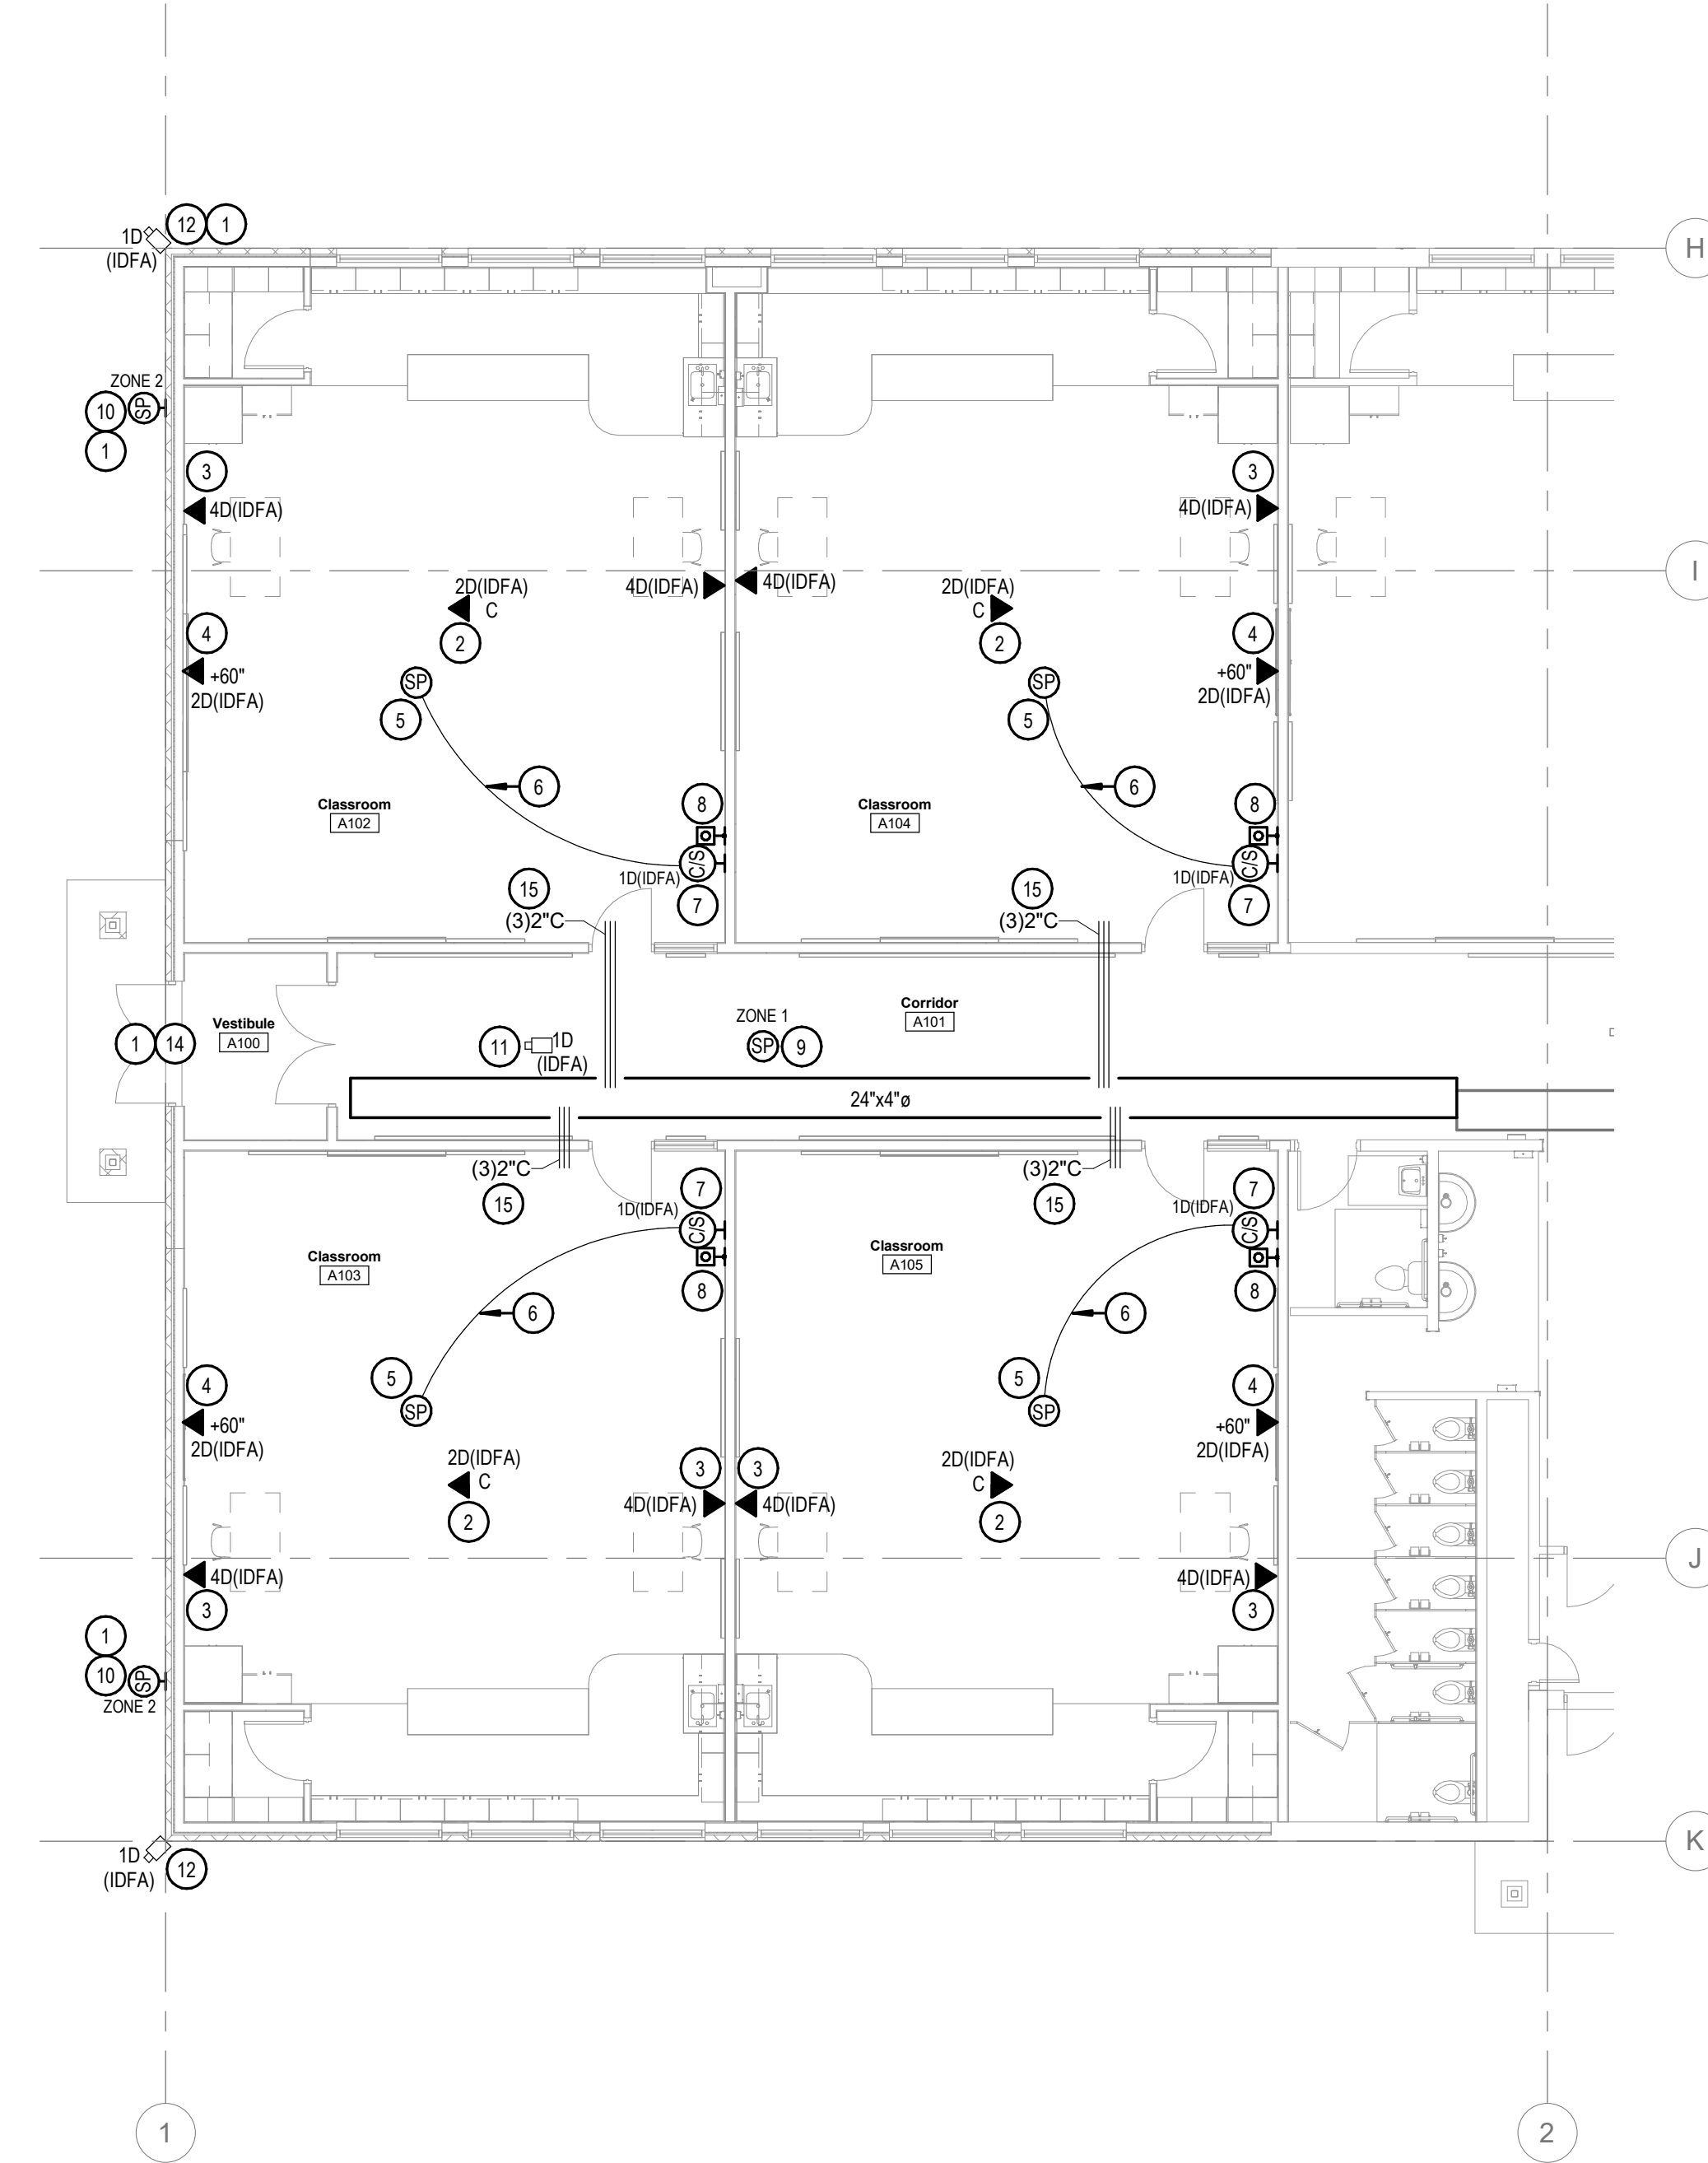 12
1
1D
(IDFA)
H
ZONE 2
10
SP
1
3
4D(IDFA)
3
4D(IDFA)
I
2D(IDFA)
C
2
4D(IDFA)
4D(IDFA)
2D(IDFA)
C
2
4
+60"
2D(IDFA)
4
+60"
2D(IDFA)
SP
5
SP
5
6
6
Classroom
A102
8
Classroom
A104
8
C/S
1D(IDFA)
7
C/S
1D(IDFA)
7
15
(3)2"C
15
(3)2"C
Vestibule
A100
1
14
11
1D
(IDFA)
ZONE 1
SP
9
Corridor
A101
24"x4"ø
(3)2"C
15
(3)2"C
15
7
1D(IDFA)
C/S
8
7
1D(IDFA)
C/S
8
Classroom
A103
Classroom
A105
6
6
5
SP
5
SP
4
+60"
2D(IDFA)
4
+60"
2D(IDFA)
2D(IDFA)
C
2
3
4D(IDFA)
3
4D(IDFA)
2D(IDFA)
C
2
J
4D(IDFA)
3
4D(IDFA)
3
1
10
SP
ZONE 2
K
1D
(IDFA)
12
1
2